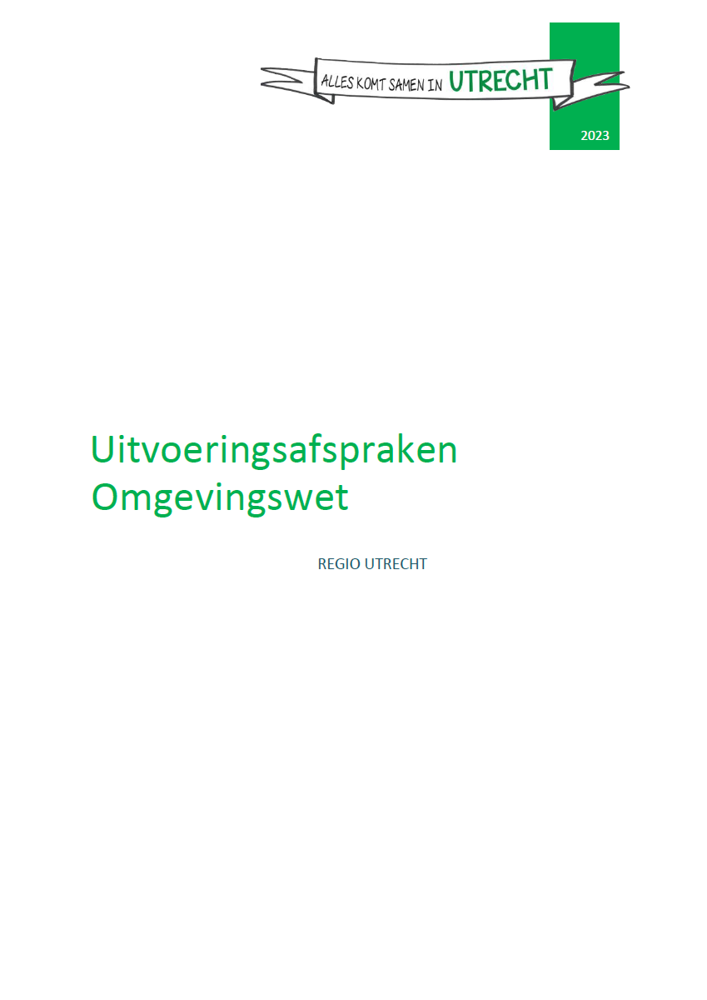 ALLES KOMT SAMEN IN UTRECHT
2023
Uitvoeringsafspraken
Omgevingswet
REGIO UTRECHT